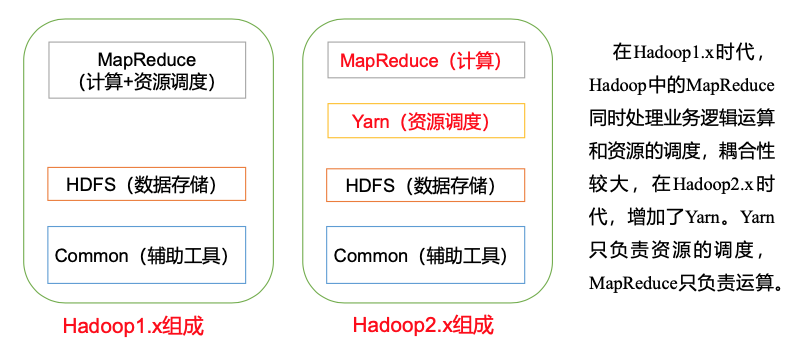 MapReduce
（计算+资源调度）
HDFS（数据存储）
Common（辅助工具）
Hadoop1.x组成
MapReduce（计算）
Yarn（资源调度）
HDFS（数据存储）
Common（辅助工具）
Hadoop2.x组成
在Hadoop1.x时代，
Hadoop中的MapReduce
同时处理业务逻辑运算
和资源的调度，耦合性
较大，在Hadoop2.x时
代，增加了Yarn。Yarn
只负责资源的调度，
MapReduce只负责运算。